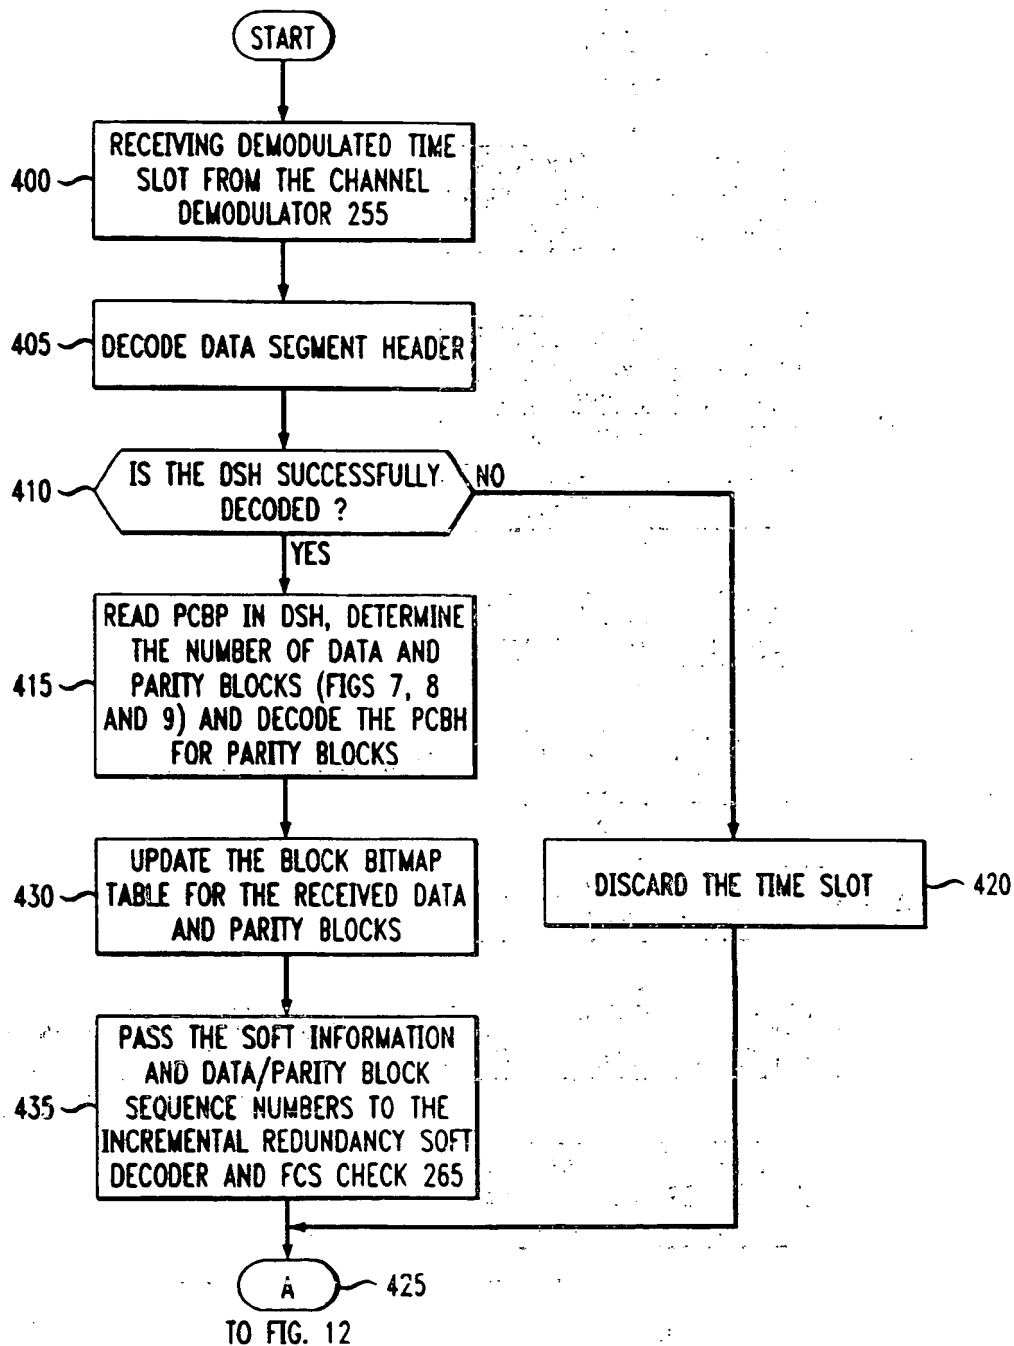 START
RECEIVING DEMODULATED TIME
SLOT FROM THE CHANNEL
DEMODULATOR 255
400
405
DECODE DATA SEGMENT HEADER
410
IS THE DSH SUCCESSFULLY
DECODED ?
NO
YES
READ PCBP IN DSH, DETERMINE
THE NUMBER OF DATA AND
PARITY BLOCKS (FIGS 7, 8
AND 9) AND DECODE THE PCBH
FOR PARITY BLOCKS
415
UPDATE THE BLOCK BITMAP
TABLE FOR THE RECEIVED DATA
AND PARITY BLOCKS
430
DISCARD THE TIME SLOT
420
PASS THE SOFT INFORMATION
AND DATA/PARITY BLOCK
SEQUENCE NUMBERS TO THE
INCREMENTAL REDUNDANCY SOFT
DECODER AND FCS CHECK 265
435
A
425
TO FIG. 12